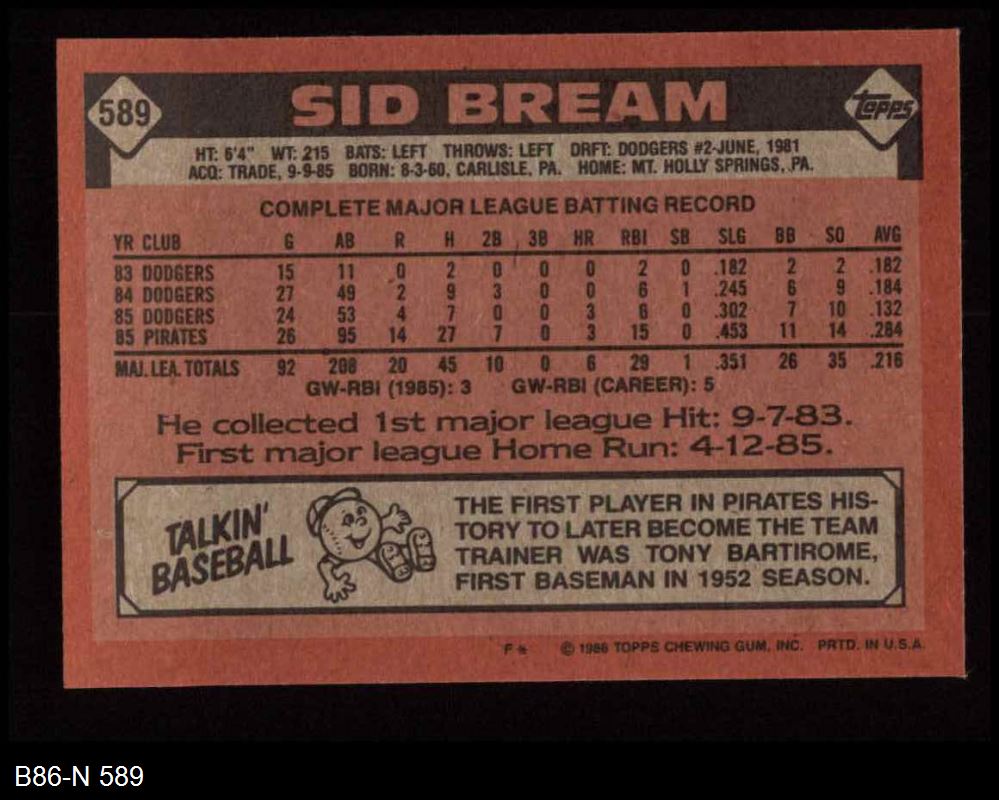 589 SID BREAM Topps
HT: 6'4" WT: 215 BATS: LEFT THROWS: LEFT DRFT: DODGERS #2-JUNE, 1981
ACQ: TRADE, 9-9-85 BORN: 8-3-60, CARLISLE, PA. HOME: MT. HOLLY SPRINGS, PA.
COMPLETE MAJOR LEAGUE BATTING RECORD
YR CLUB G AB R H 2B 3B HR RBI SB SLG BB SO AVG
83 DODGERS 15 11 0 2 0 0 0 2 0 .182 2 2 .182
84 DODGERS 27 49 2 9 3 0 0 6 1 .245 6 9 .184
85 DODGERS 24 53 4 7 0 0 3 6 0 .302 7 10 .132
85 PIRATES 26 95 14 27 7 0 3 15 0 .453 11 14 .284
MAJ. LEA. TOTALS 92 208 20 45 10 0 6 29 1 .351 26 35 .216
GW-RBI (1985): 3 GW-RBI (CAREER): 5
He collected 1st major league Hit: 9-7-83.
First major league Home Run: 4-12-85.
TALKIN'
BASEBALL
THE FIRST PLAYER IN PIRATES HIS-
TORY TO LATER BECOME THE TEAM
TRAINER WAS TONY BARTIROME,
FIRST BASEMAN IN 1952 SEASON.
F* © 1986 TOPPS CHEWING GUM, INC. PRTD. IN U.S.A.
B86-N 589